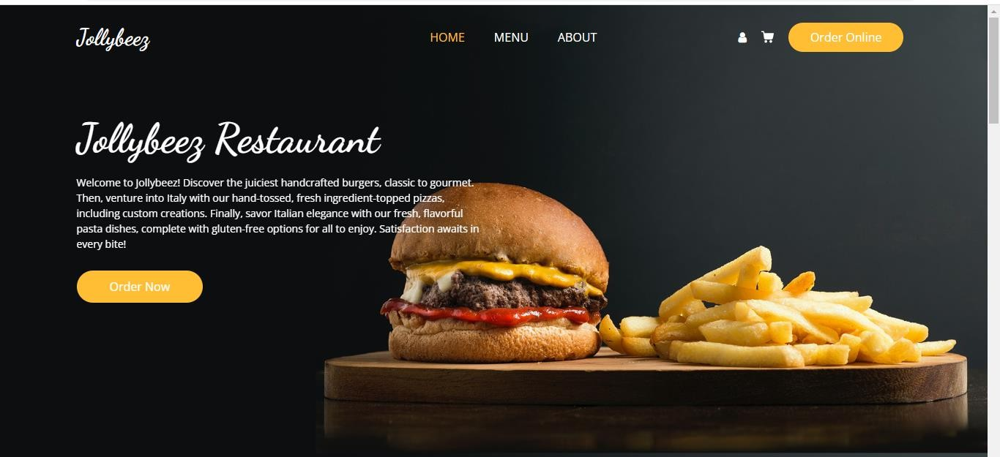 Jollybeez
HOME MENU ABOUT
Order Online
Jollybeez Restaurant
Welcome to Jollybeez! Discover the juiciest handcrafted burgers, classic to gourmet.
Then, venture into Italy with our hand-tossed, fresh ingredient-topped pizzas,
including custom creations. Finally, savor Italian elegance with our fresh, flavorful
pasta dishes, complete with gluten-free options for all to enjoy. Satisfaction awaits in
every bite!
Order Now